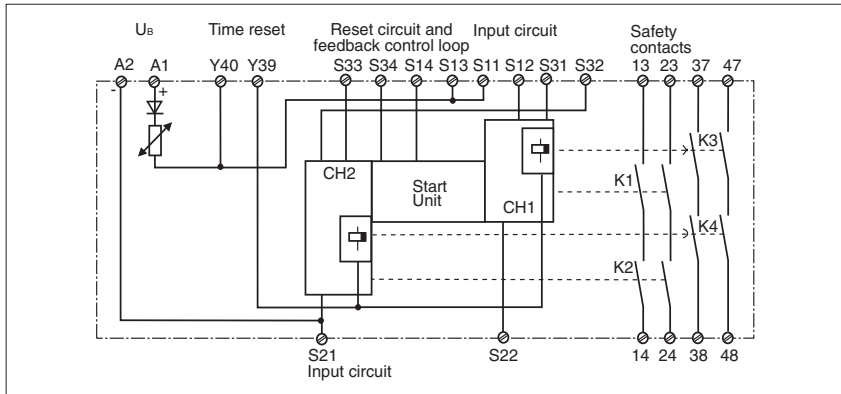 UB Time reset Reset circuit and Input circuit Safety
feedback control loop contacts
A2 A1 Y40 Y39 S33 S34 S14 S13 S11 S12 S31 S32 13 23 37 47
- +
K3
CH2 Start K1
Unit CH1
K4
K2
S21 S22 14 24 38 48
Input circuit